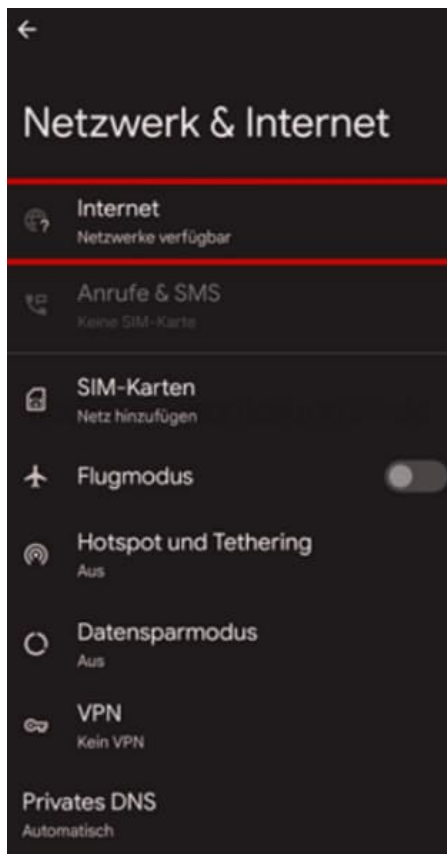 Netzwerk & Internet
Internet
Netzwerke verfügbar
Anrufe & SMS
Keine SIM-Karte
SIM-Karten
Netz hinzufügen
Flugmodus
Hotspot und Tethering
Aus
Datensparmodus
Aus
VPN
Kein VPN
Privates DNS
Automatisch